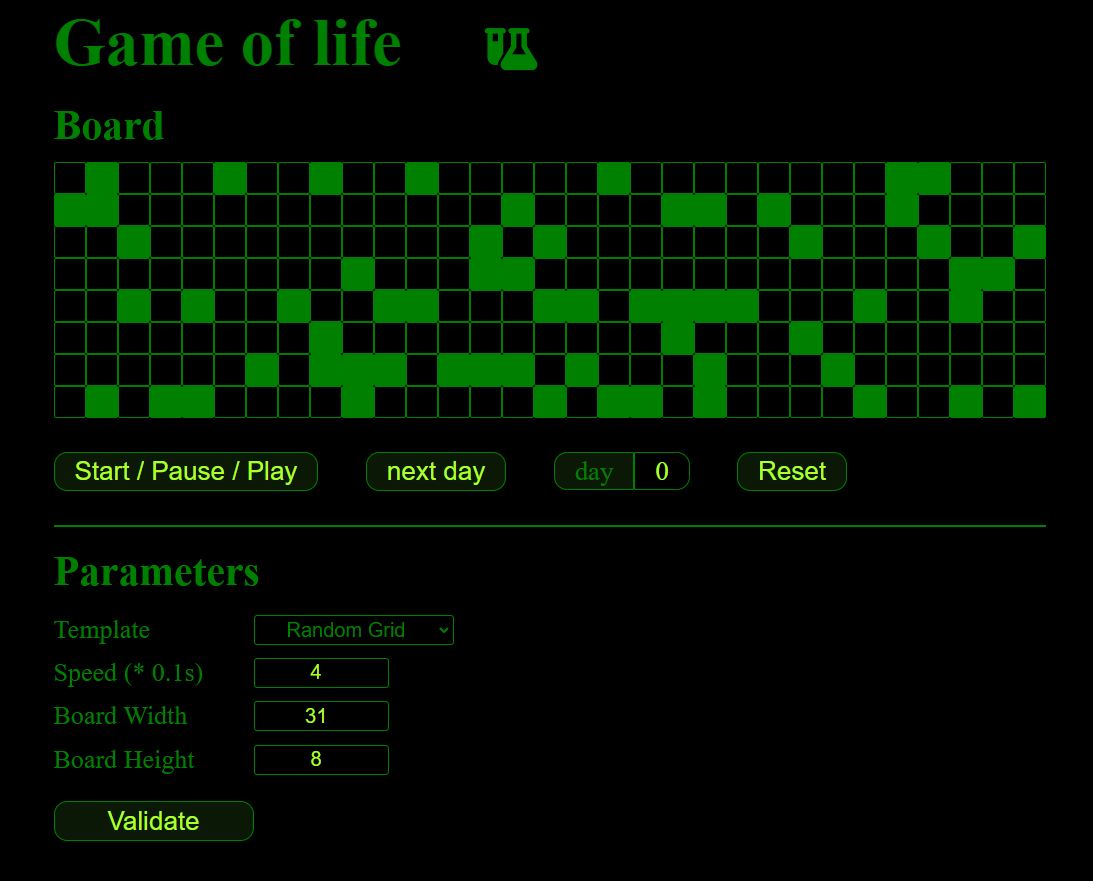 Game of life
Board
Start / Pause / Play next day day 0 Reset
Parameters
Template Random Grid
Speed (* 0.1s) 4
Board Width 31
Board Height 8
Validate